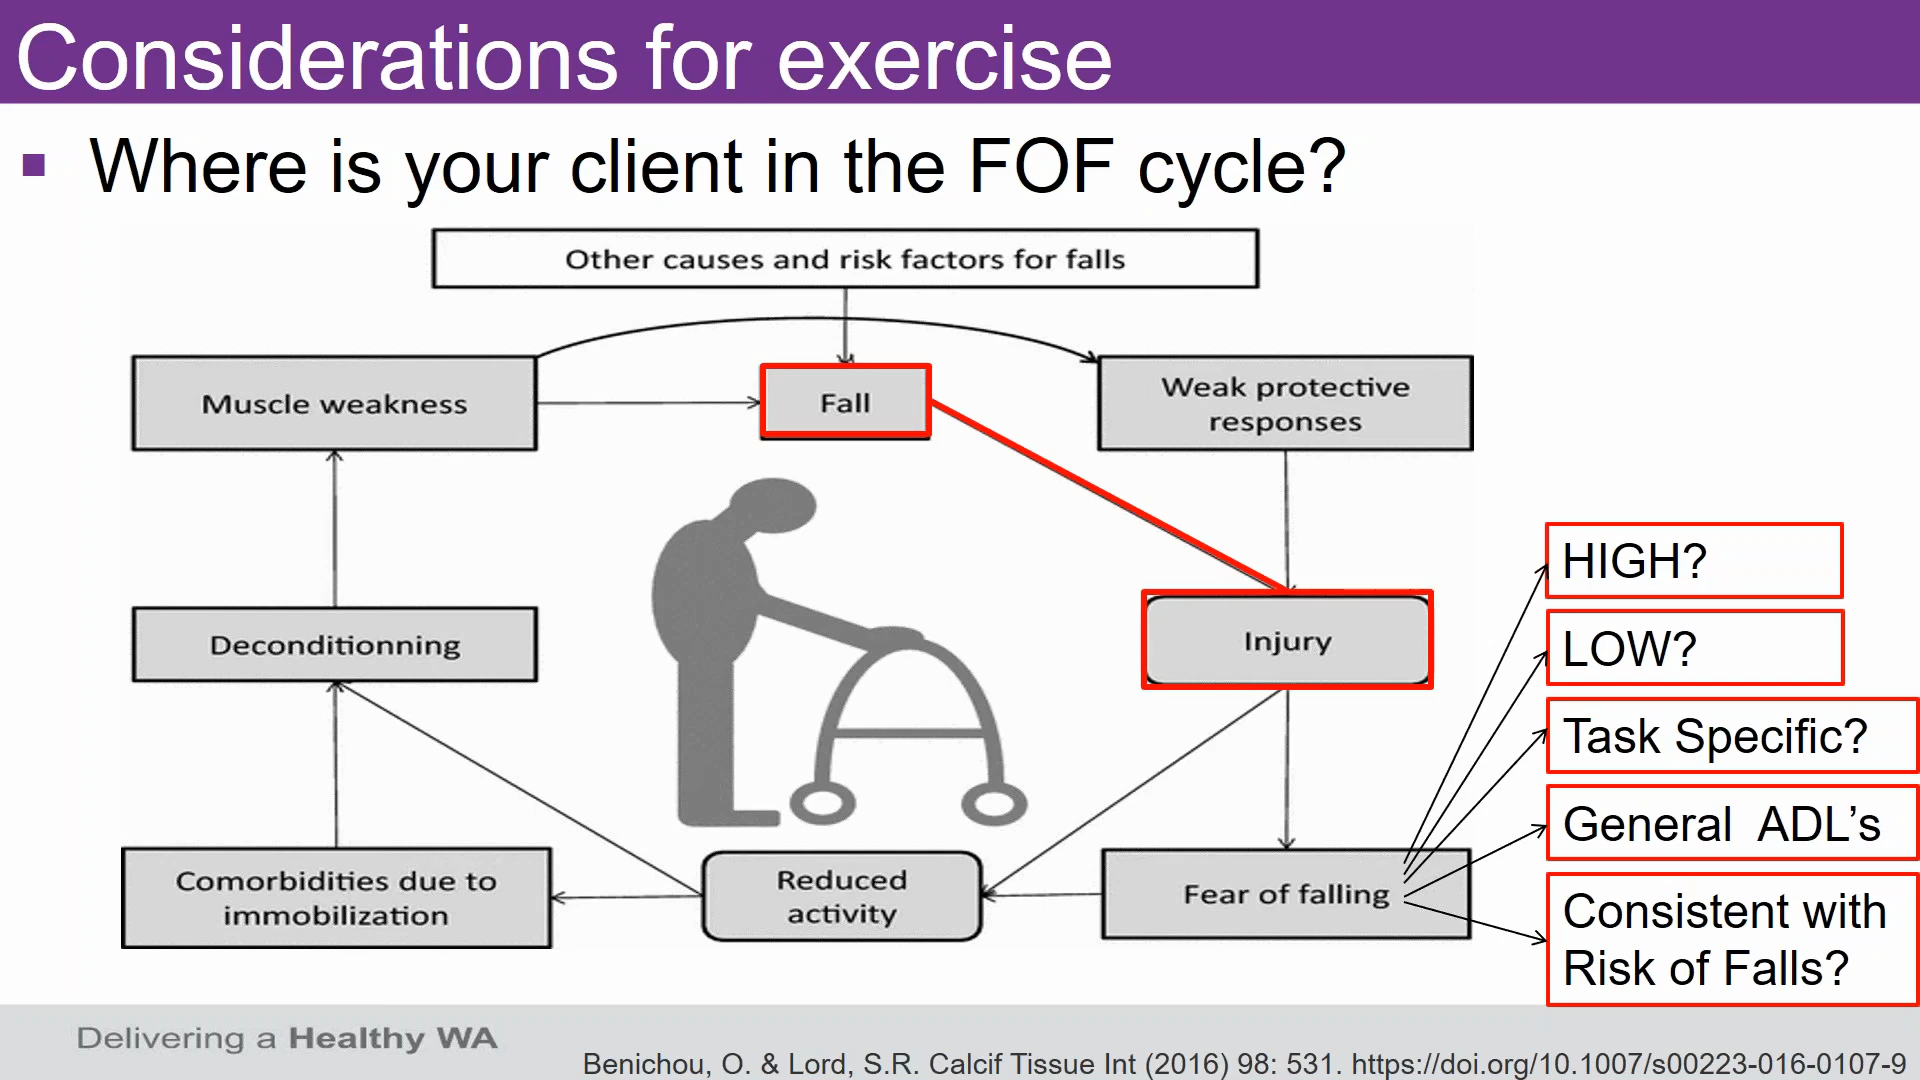 Considerations for exercise
▪ Where is your client in the FOF cycle?
Other causes and risk factors for falls
Muscle weakness
Fall
Weak protective
responses
Deconditionning
Injury
Comorbidities due to
immobilization
Reduced
activity
Fear of falling
HIGH?
LOW?
Task Specific?
General  ADL’s
Consistent with
Risk of Falls?
Delivering a Healthy WA
Benichou, O. & Lord, S.R. Calcif Tissue Int (2016) 98: 531. https://doi.org/10.1007/s00223-016-0107-9